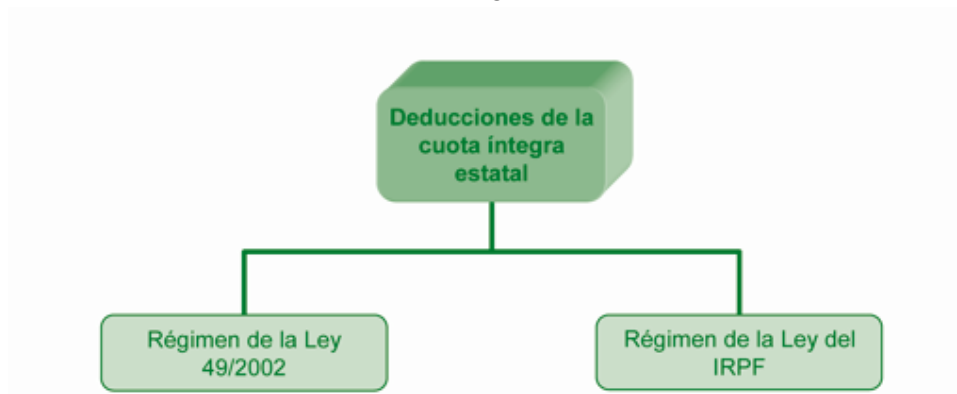 Deducciones de la
cuota íntegra
estatal
Régimen de la Ley
49/2002
Régimen de la Ley del
IRPF